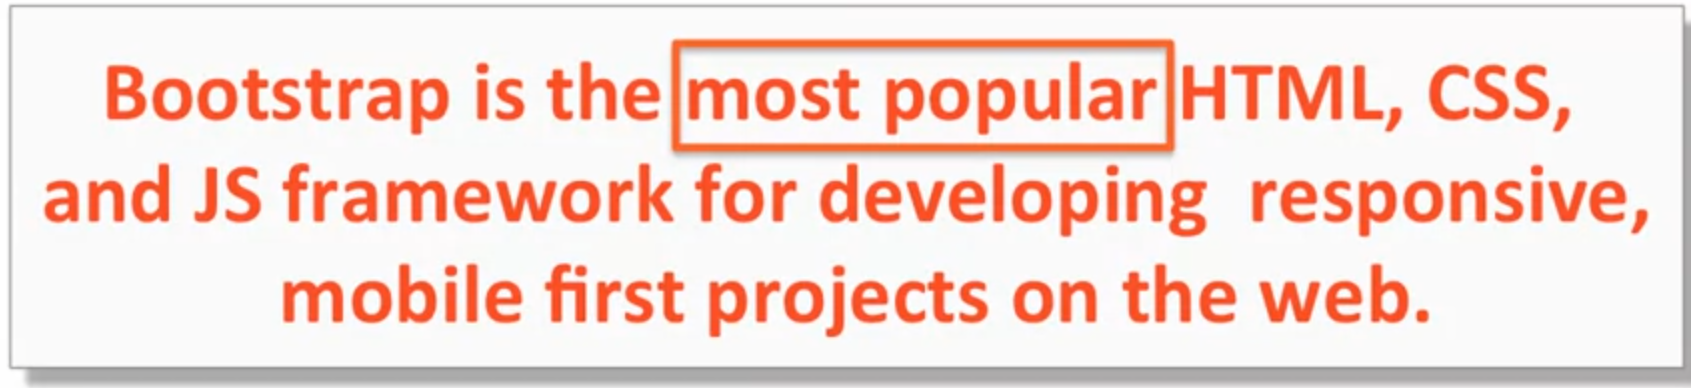 Bootstrap is the most popular HTML, CSS,
and JS framework for developing  responsive,
mobile first projects on the web.